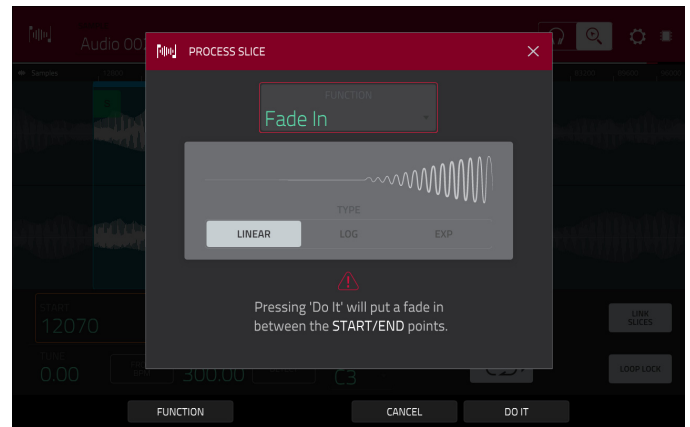 Audio 002
PROCESS SLICE
Samples
FUNCTION
Fade In
TYPE
LINEAR LOG EXP
Pressing 'Do It' will put a fade in
between the START/END points.
START
12070
LINK
SLICES
TUNE
0.00 300.00 C3
LOOP LOCK
FUNCTION CANCEL DO IT